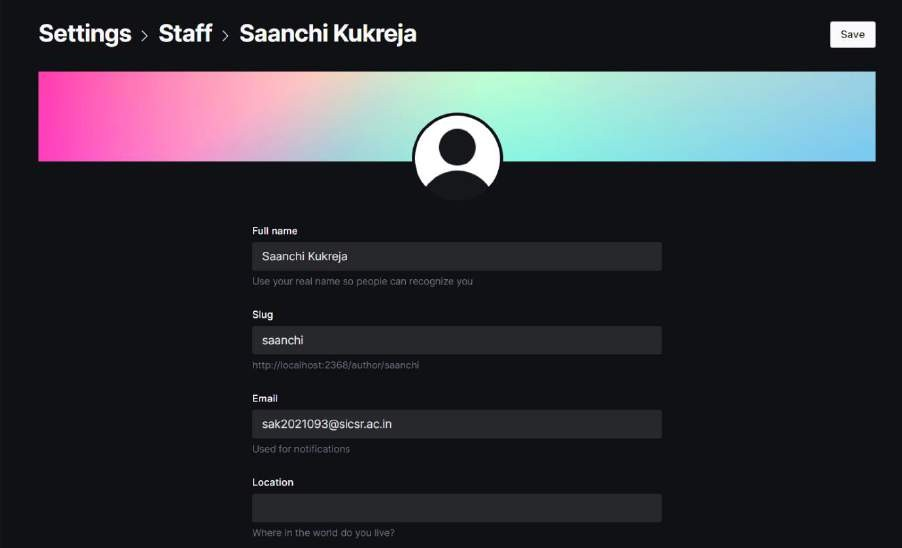 Settings > Staff > Saanchi Kukreja
Save
Full name
Saanchi Kukreja
Use your real name so people can recognize you
Slug
saanchi
http://localhost:2368/author/saanchi
Email
sak2021093@sicsr.ac.in
Used for notifications
Location
Where in the world do you live?